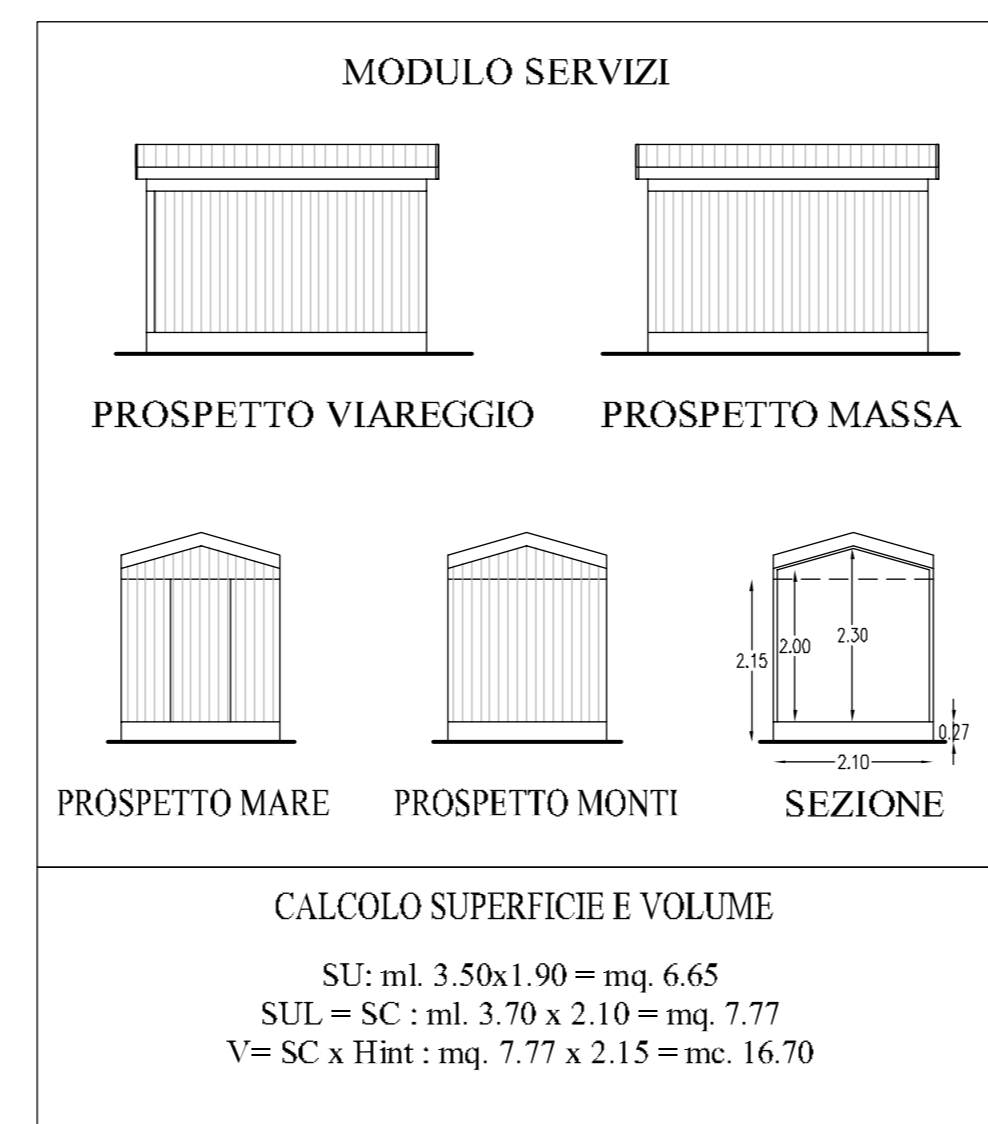 MODULO SERVIZI
PROSPETTO VIAREGGIO
PROSPETTO MASSA
2.15
2.00
2.30
0.27
2.10
PROSPETTO MARE
PROSPETTO MONTI
SEZIONE
CALCOLO SUPERFICIE E VOLUME
SU: ml. 3.50x1.90 = mq. 6.65
SUL = SC : ml. 3.70 x 2.10 = mq. 7.77
V= SC x Hint : mq. 7.77 x 2.15 = mc. 16.70